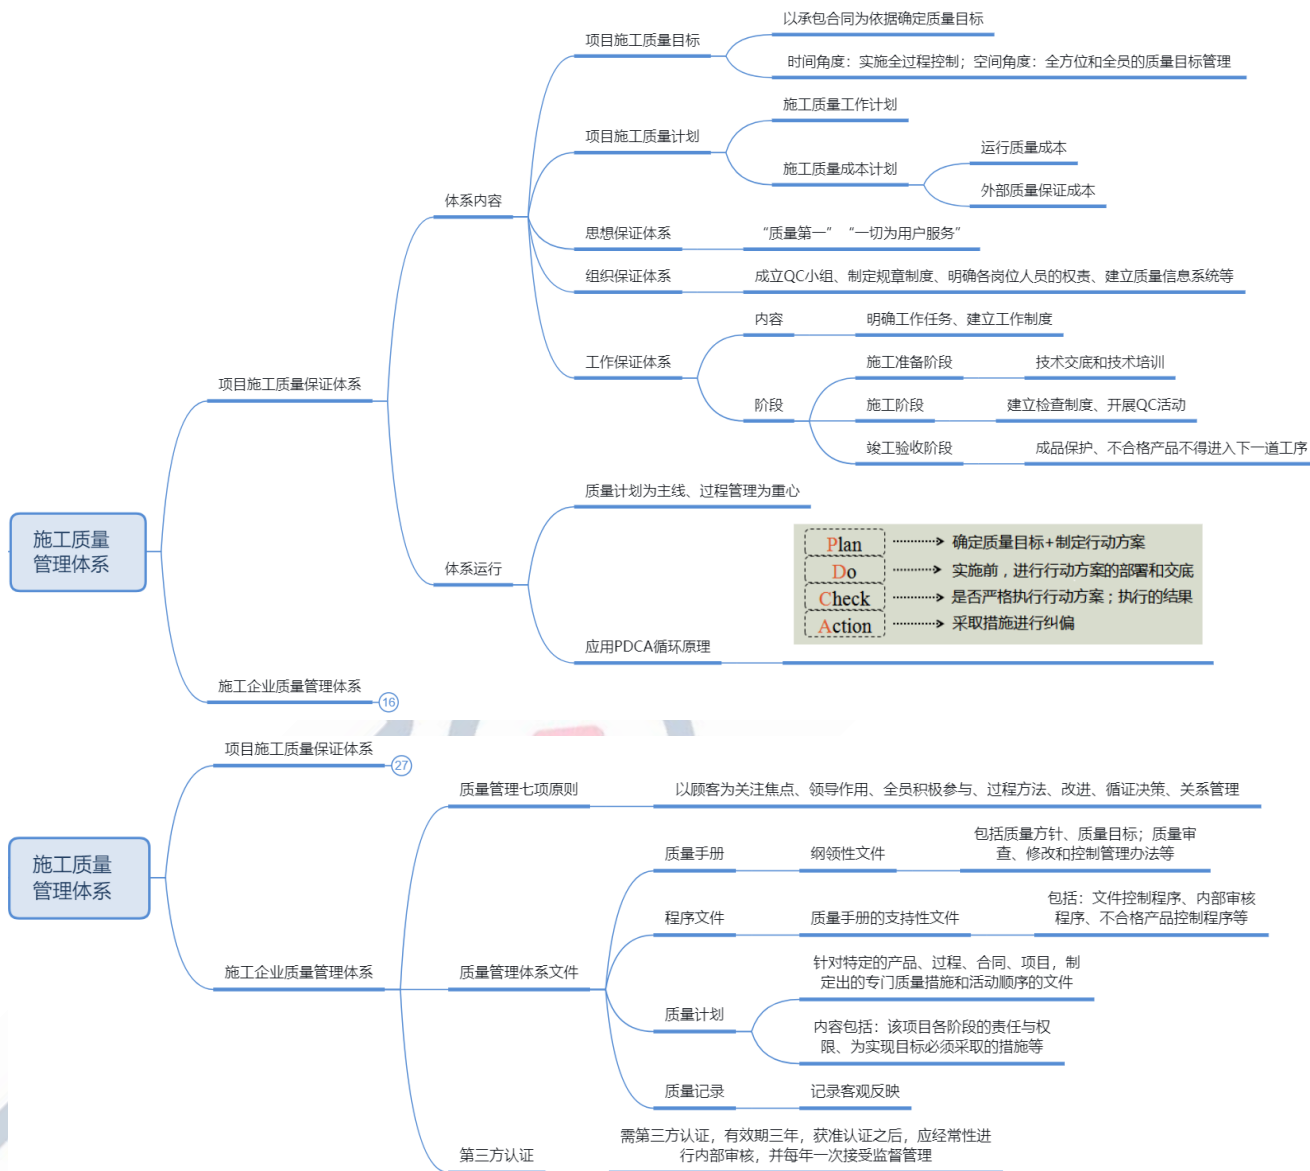 施工质量
管理体系
项目施工质量保证体系
体系内容
项目施工质量目标
以承包合同为依据确定质量目标
时间角度：实施全过程控制；空间角度：全方位和全员的质量目标管理
项目施工质量计划
施工质量工作计划
施工质量成本计划
运行质量成本
外部质量保证成本
思想保证体系
“质量第一”“一切为用户服务”
组织保证体系
成立QC小组、制定规章制度、明确各岗位人员的权责、建立质量信息系统等
工作保证体系
内容
明确工作任务、建立工作制度
阶段
施工准备阶段
技术交底和技术培训
施工阶段
建立检查制度、开展QC活动
竣工验收阶段
成品保护、不合格产品不得进入下一道工序
体系运行
质量计划为主线、过程管理为重心
应用PDCA循环原理
Plan 确定质量目标+制定行动方案
Do 实施前，进行行动方案的部署和交底
Check 是否严格执行行动方案；执行的结果
Action 采取措施进行纠偏
施工企业质量管理体系
16
施工质量
管理体系
项目施工质量保证体系
27
施工企业质量管理体系
质量管理七项原则
以顾客为关注焦点、领导作用、全员积极参与、过程方法、改进、循证决策、关系管理
质量管理体系文件
质量手册
纲领性文件
包括质量方针、质量目标；质量审
查、修改和控制管理办法等
程序文件
质量手册的支持性文件
包括：文件控制程序、内部审核
程序、不合格产品控制程序等
质量计划
针对特定的产品、过程、合同、项目，制
定出的专门质量措施和活动顺序的文件
内容包括：该项目各阶段的责任与权
限、为实现目标必须采取的措施等
质量记录
记录客观反映
第三方认证
需第三方认证，有效期三年，获准认证之后，应经常性进
行内部审核，并每年一次接受监督管理